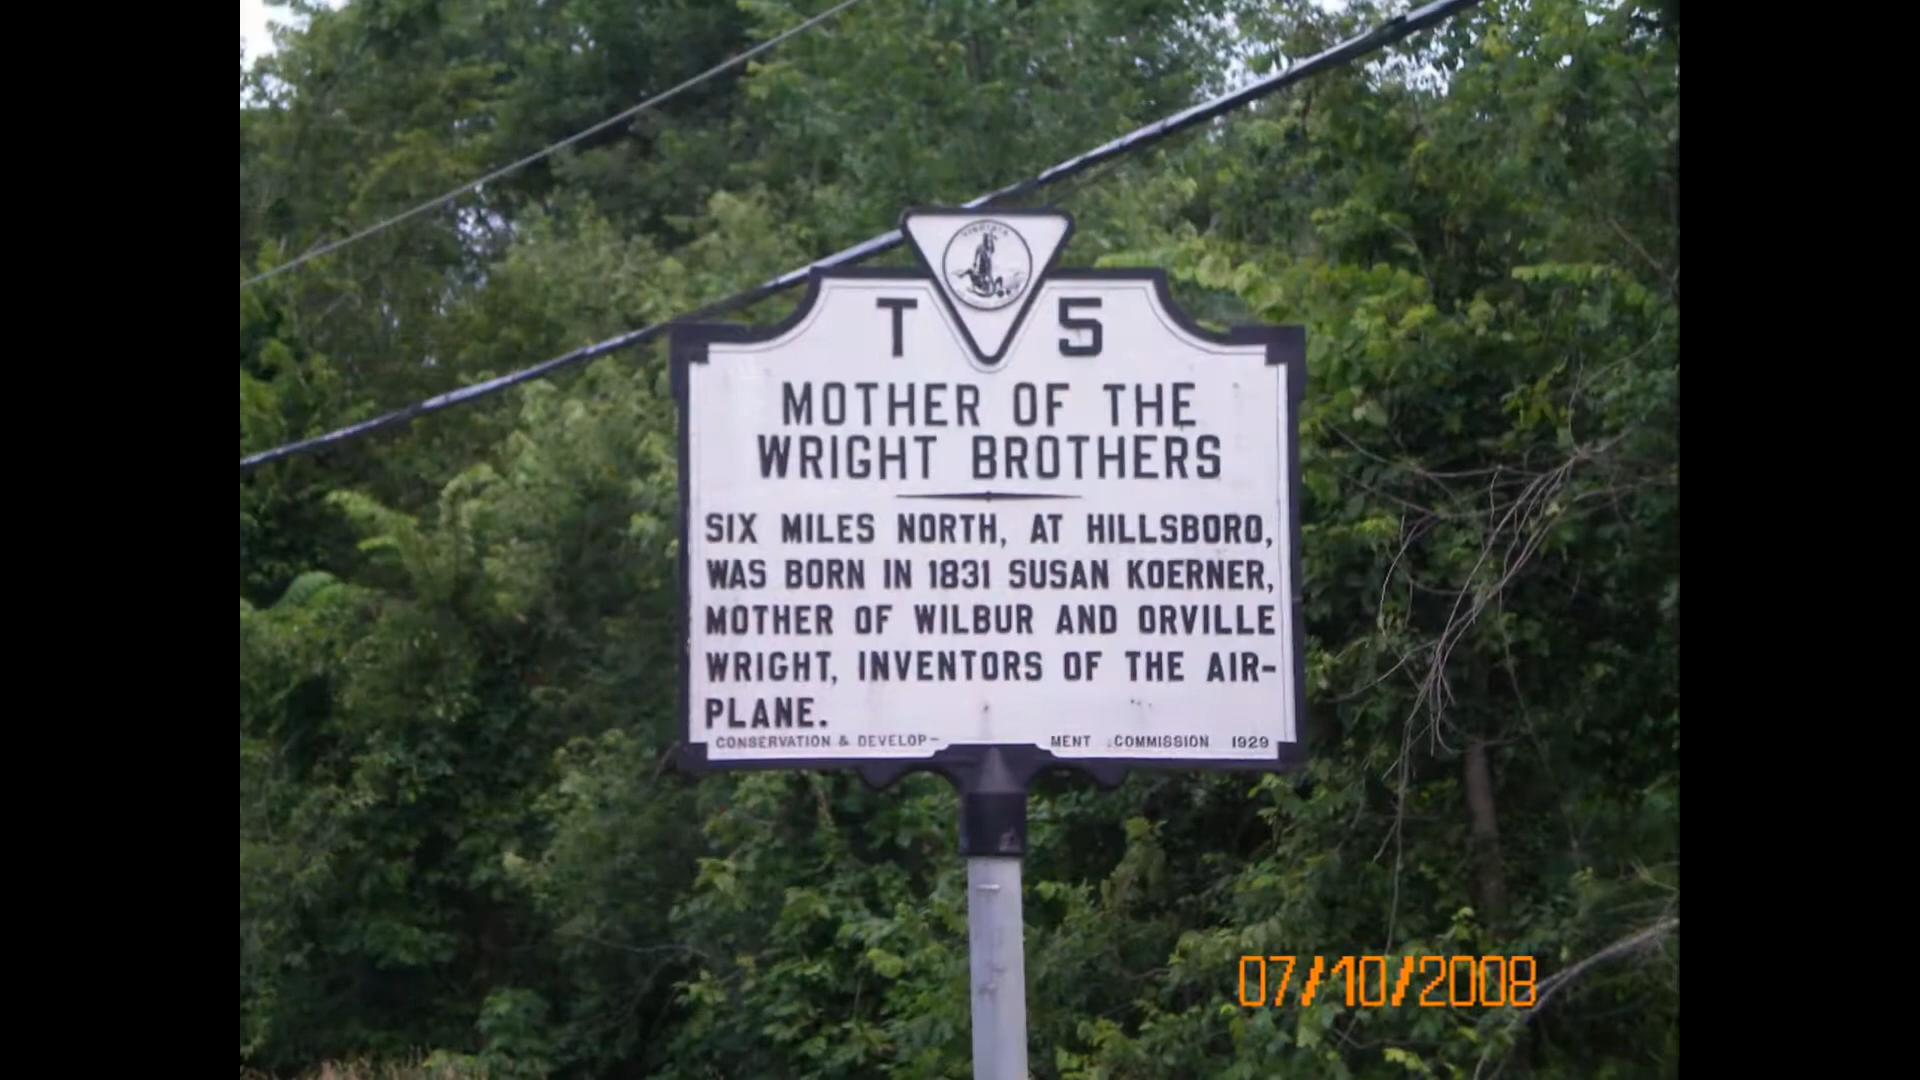 VIRGINIA
T 5
MOTHER OF THE
WRIGHT BROTHERS
SIX MILES NORTH, AT HILLSBORO,
WAS BORN IN 1831 SUSAN KOERNER,
MOTHER OF WILBUR AND ORVILLE
WRIGHT, INVENTORS OF THE AIR-
PLANE.
CONSERVATION & DEVELOP- MENT COMMISSION 1929
07/10/2008